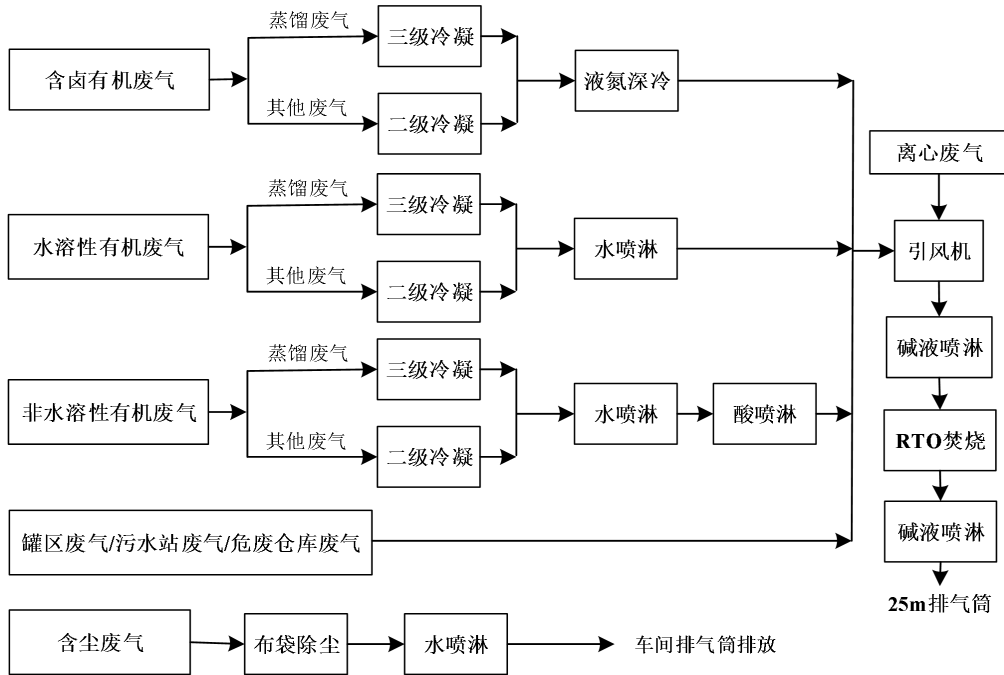 含卤有机废气
蒸馏废气
三级冷凝
其他废气
二级冷凝
液氮深冷
水溶性有机废气
蒸馏废气
三级冷凝
其他废气
二级冷凝
水喷淋
非水溶性有机废气
蒸馏废气
三级冷凝
其他废气
二级冷凝
水喷淋
酸喷淋
罐区废气/污水站废气/危废仓库废气
离心废气
引风机
碱液喷淋
RTO焚烧
碱液喷淋
25m排气筒
含尘废气
布袋除尘
水喷淋
车间排气筒排放